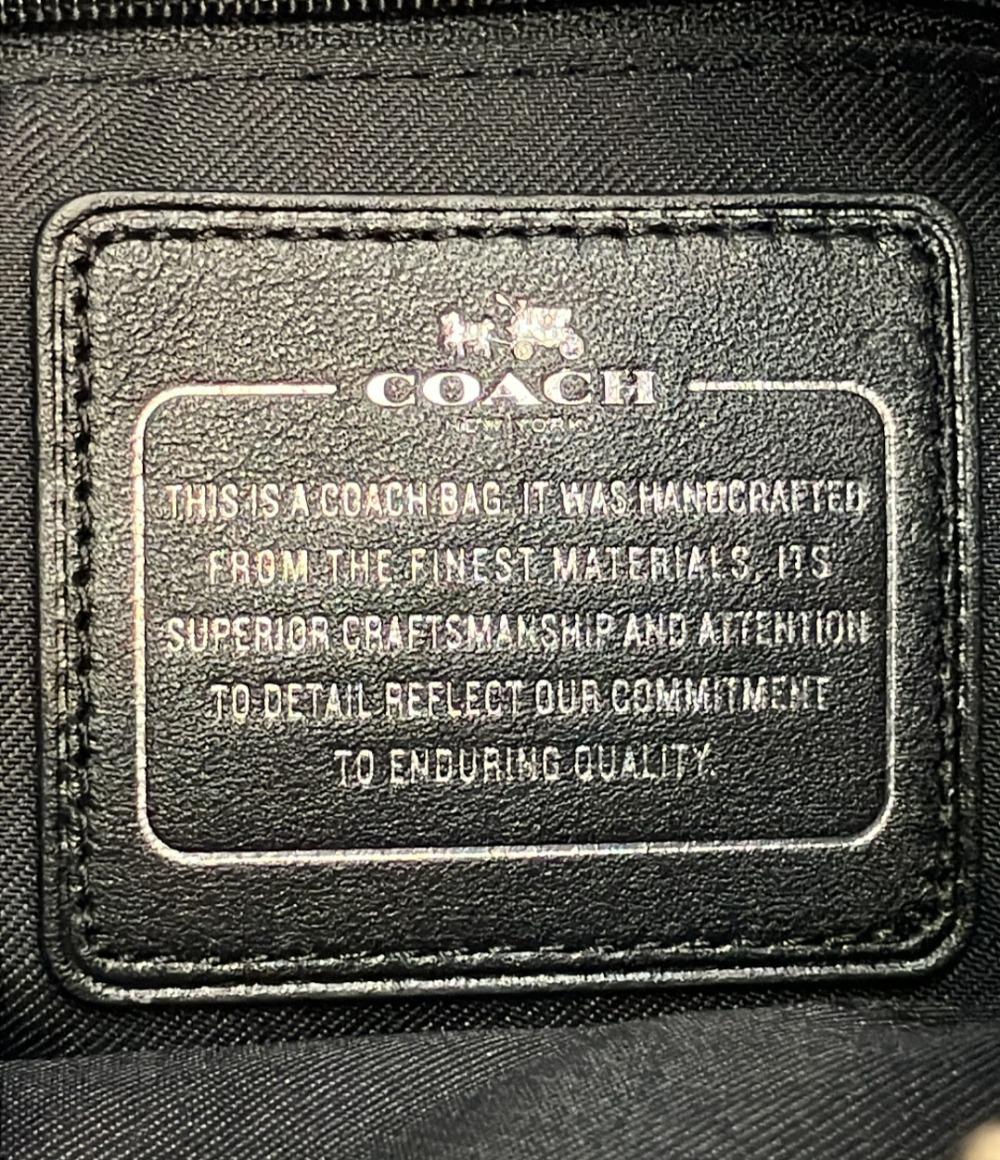 COACH
NEW YORK
THIS IS A COACH BAG. IT WAS HANDCRAFTED
FROM THE FINEST MATERIALS, ITS
SUPERIOR CRAFTSMANSHIP AND ATTENTION
TO DETAIL REFLECT OUR COMMITMENT
TO ENDURING QUALITY.